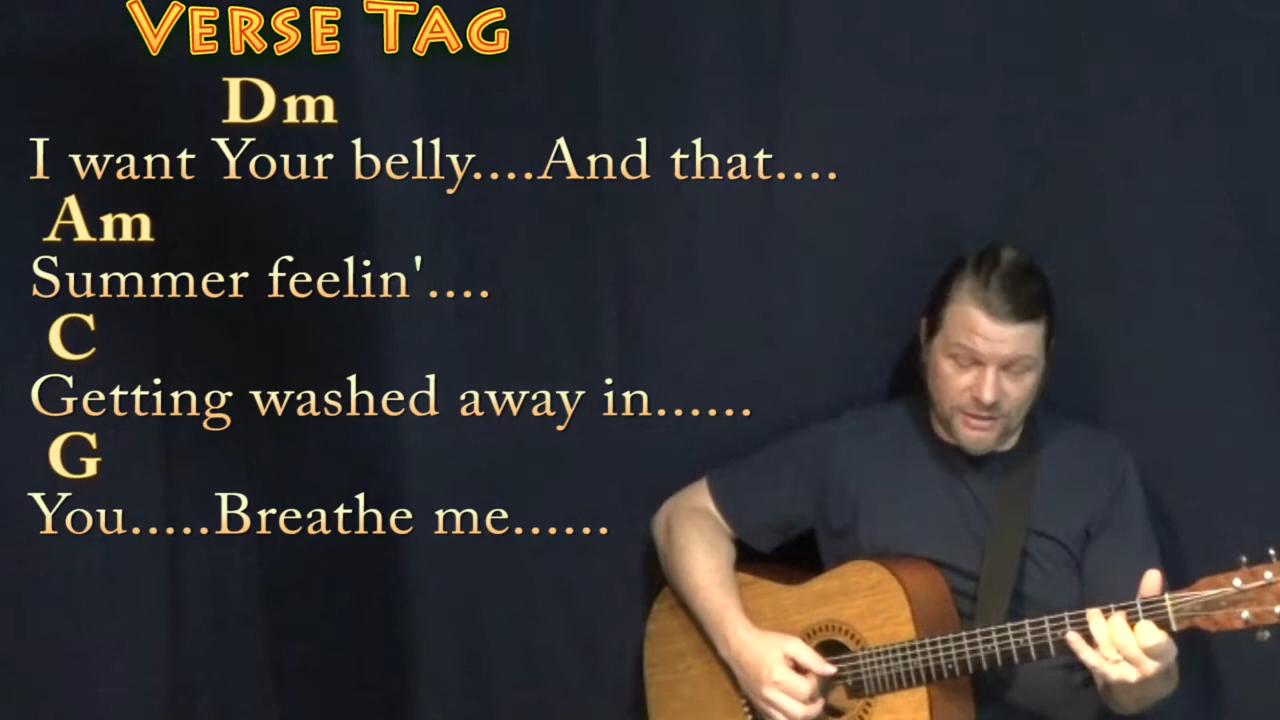 VERSE TAG
Dm
I want Your belly....And that....
Am
Summer feelin'....
C
Getting washed away in......
G
You.....Breathe me......